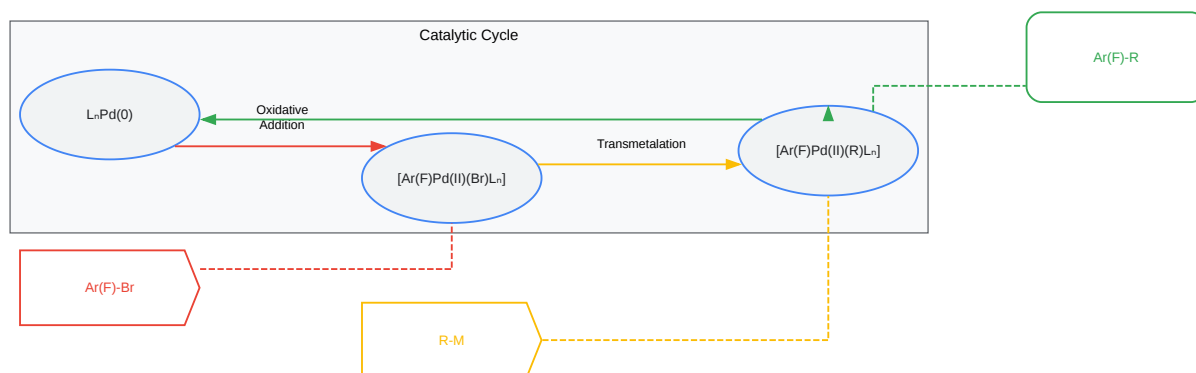 Catalytic Cycle
Ar(F)-R
LₙPd(0)
Oxidative
Addition
Transmetalation
[Ar(F)Pd(II)(R)Lₙ]
[Ar(F)Pd(II)(Br)Lₙ]
Ar(F)-Br
R-M